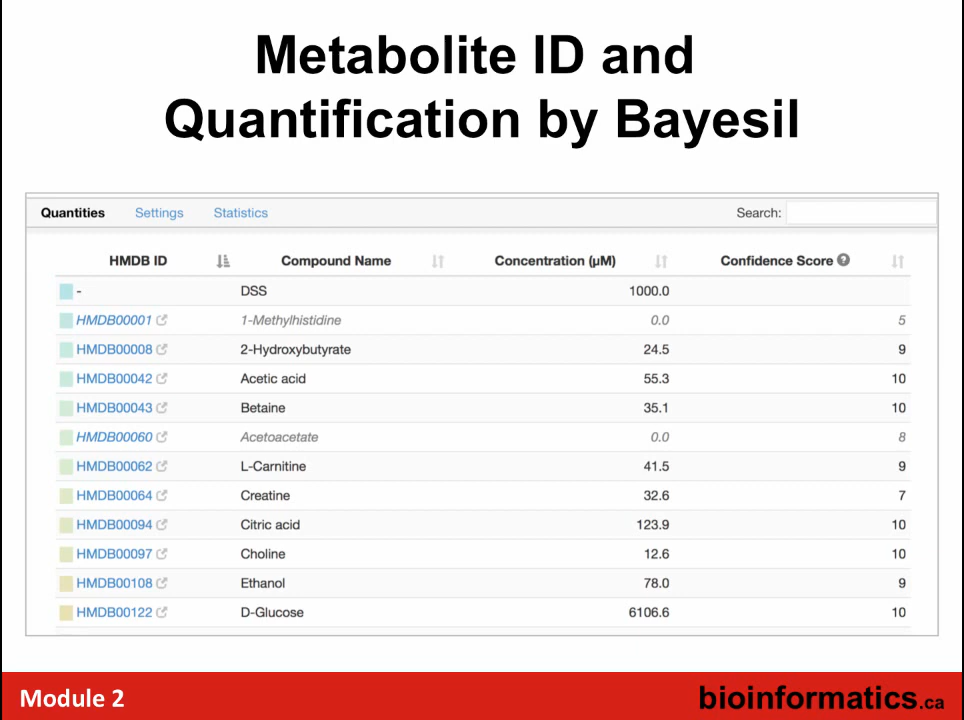 Metabolite ID and
Quantification by Bayesil
Quantities Settings Statistics Search:
HMDB ID Compound Name Concentration (µM) Confidence Score ?
- DSS 1000.0
HMDB00001 1-Methylhistidine 0.0 5
HMDB00008 2-Hydroxybutyrate 24.5 9
HMDB00042 Acetic acid 55.3 10
HMDB00043 Betaine 35.1 10
HMDB00060 Acetoacetate 0.0 8
HMDB00062 L-Carnitine 41.5 9
HMDB00064 Creatine 32.6 7
HMDB00094 Citric acid 123.9 10
HMDB00097 Choline 12.6 10
HMDB00108 Ethanol 78.0 9
HMDB00122 D-Glucose 6106.6 10
Module 2 bioinformatics.ca